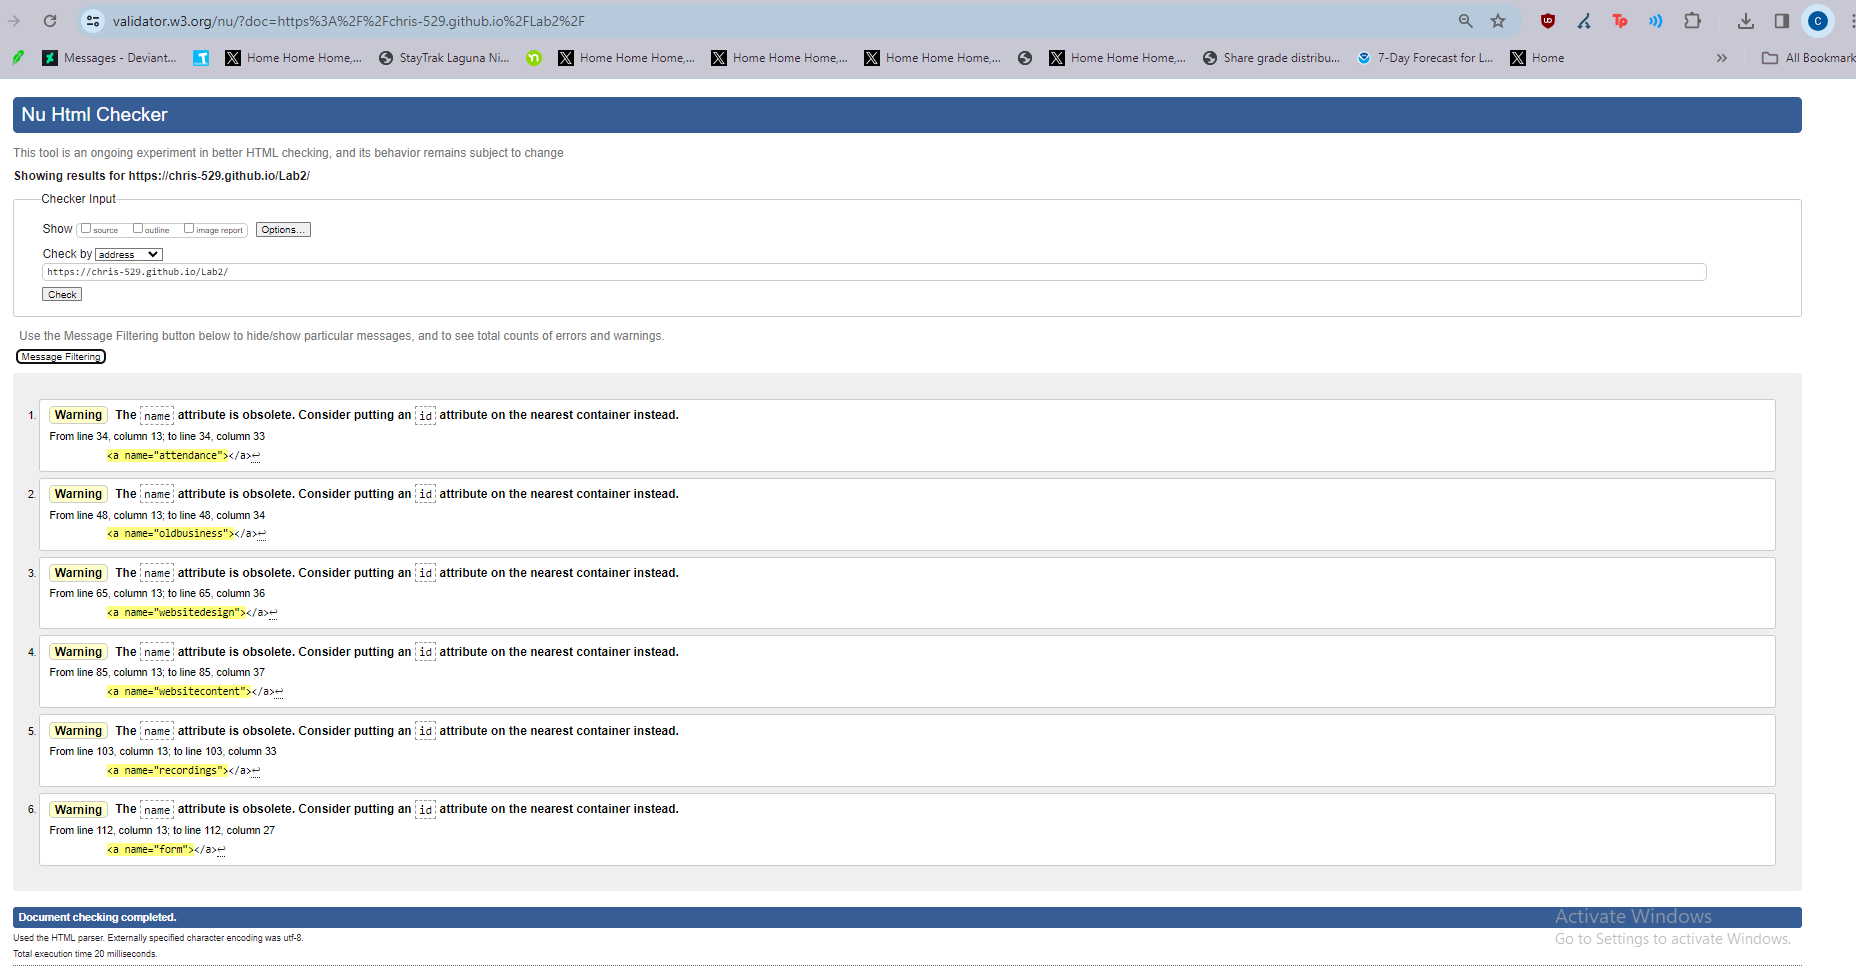 validator.w3.org/nu/?doc=https%3A%2F%2Fchris-529.github.io%2FLab2%2F
Messages - Deviant... Home Home Home,... StayTrak Laguna Ni... Home Home Home,... Home Home Home,... Home Home Home,... Home Home Home,... Share grade distribu... 7-Day Forecast for L... Home » All Bookmark
Nu Html Checker
This tool is an ongoing experiment in better HTML checking, and its behavior remains subject to change
Showing results for https://chris-529.github.io/Lab2/
Checker Input
Show source outline image report Options...
Check by address
https://chris-529.github.io/Lab2/
Check
Use the Message Filtering button below to hide/show particular messages, and to see total counts of errors and warnings.
Message Filtering
1. Warning The name attribute is obsolete. Consider putting an id attribute on the nearest container instead.
From line 34, column 13; to line 34, column 33
<a name="attendance"></a>↩
2. Warning The name attribute is obsolete. Consider putting an id attribute on the nearest container instead.
From line 48, column 13; to line 48, column 34
<a name="oldbusiness"></a>↩
3. Warning The name attribute is obsolete. Consider putting an id attribute on the nearest container instead.
From line 65, column 13; to line 65, column 36
<a name="websitedesign"></a>↩
4. Warning The name attribute is obsolete. Consider putting an id attribute on the nearest container instead.
From line 85, column 13; to line 85, column 37
<a name="websitecontent"></a>↩
5. Warning The name attribute is obsolete. Consider putting an id attribute on the nearest container instead.
From line 103, column 13; to line 103, column 33
<a name="recordings"></a>↩
6. Warning The name attribute is obsolete. Consider putting an id attribute on the nearest container instead.
From line 112, column 13; to line 112, column 27
<a name="form"></a>↩
Document checking completed.
Used the HTML parser. Externally specified character encoding was utf-8.
Total execution time 20 milliseconds.
Activate Windows
Go to Settings to activate Windows.